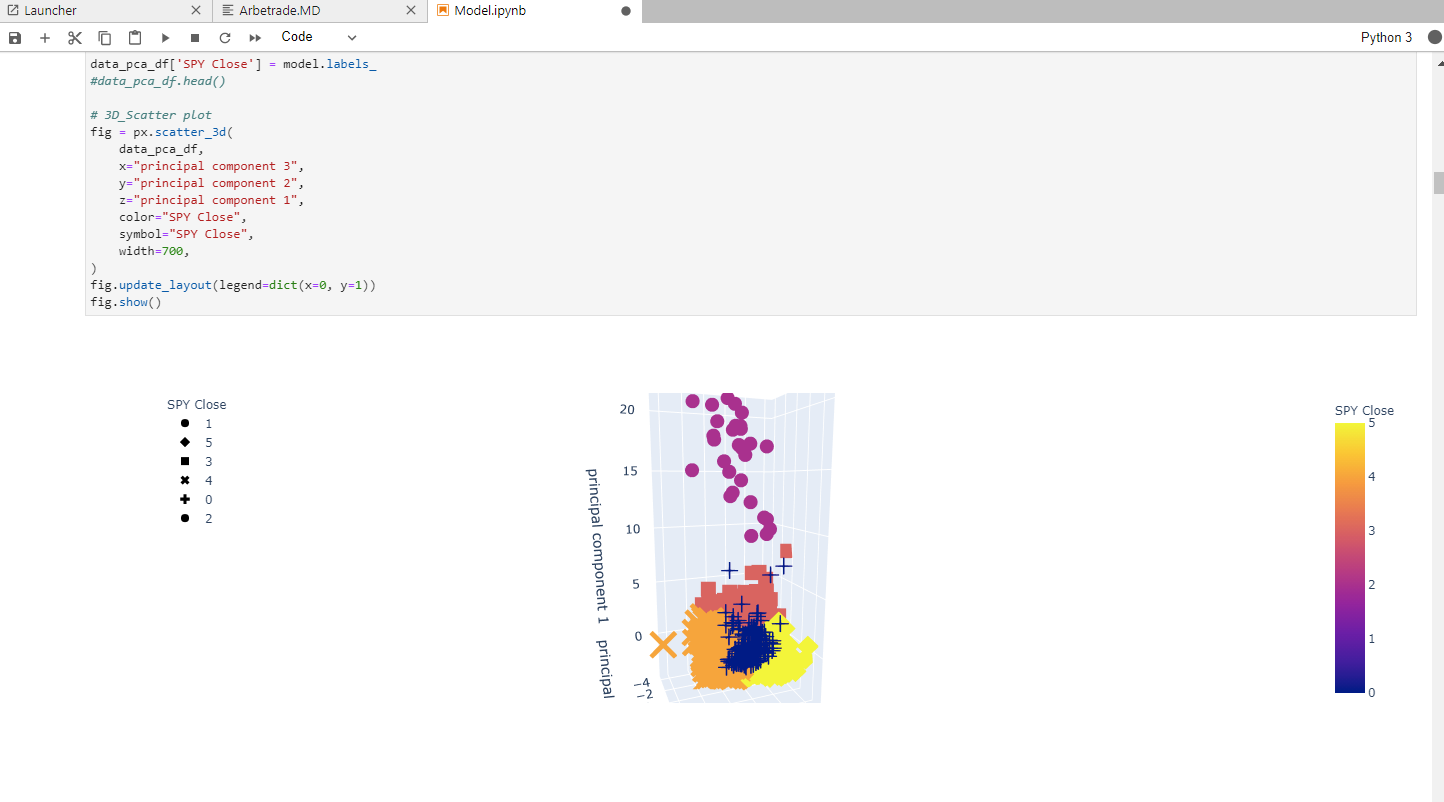 Launcher
Arbetrade.MD
Model.ipynb
Code
Python 3
data_pca_df['SPY Close'] = model.labels_
#data_pca_df.head()
# 3D_Scatter plot
fig = px.scatter_3d(
    data_pca_df,
    x="principal component 3",
    y="principal component 2",
    z="principal component 1",
    color="SPY Close",
    symbol="SPY Close",
    width=700,
)
fig.update_layout(legend=dict(x=0, y=1))
fig.show()
SPY Close
1
5
3
4
0
2
20
15
10
5
0
−4
−2
principal component 1
principal
SPY Close
5
4
3
2
1
0